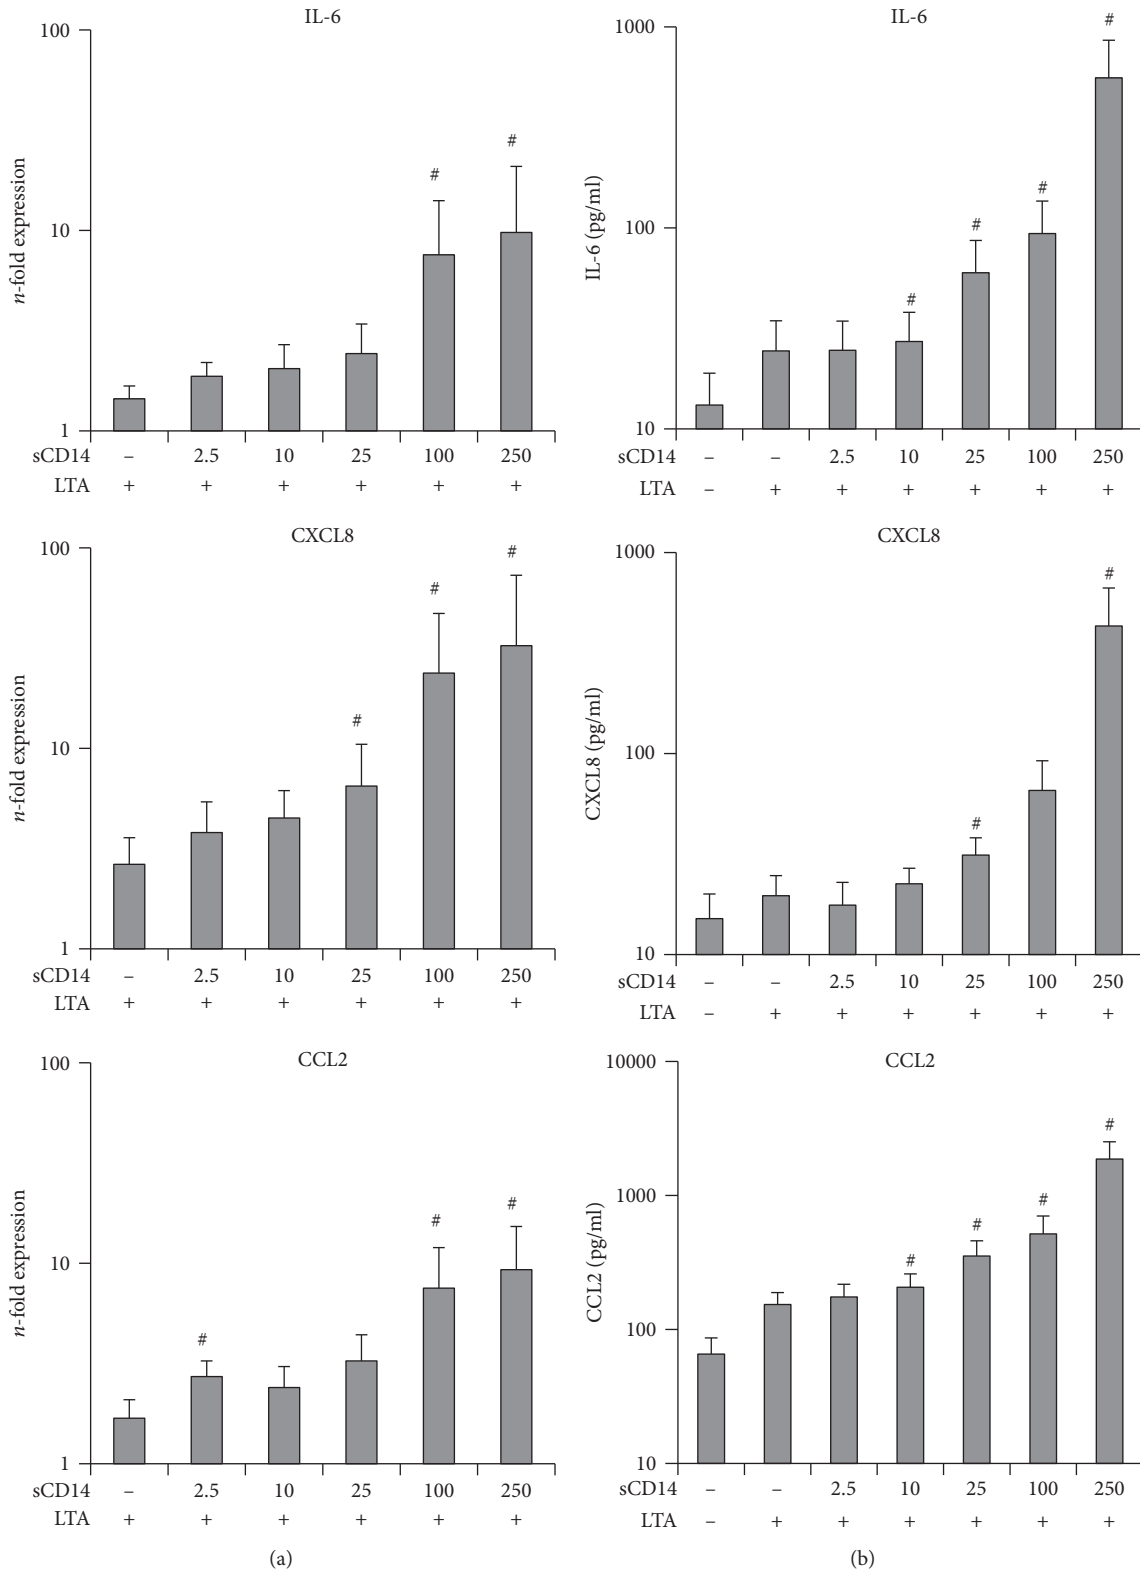 IL-6
100
10
1
n-fold expression
# #
sCD14 – 2.5 10 25 100 250
LTA + + + + + +
IL-6
1000
100
10
IL-6 (pg/ml)
# # # #
sCD14 – – 2.5 10 25 100 250
LTA – + + + + + +
CXCL8
100
10
1
n-fold expression
# # #
sCD14 – 2.5 10 25 100 250
LTA + + + + + +
CXCL8
1000
100
10
CXCL8 (pg/ml)
# #
sCD14 – – 2.5 10 25 100 250
LTA – + + + + + +
CCL2
100
10
1
n-fold expression
# # #
sCD14 – 2.5 10 25 100 250
LTA + + + + + +
(a)
CCL2
10000
1000
100
10
CCL2 (pg/ml)
# # # #
sCD14 – – 2.5 10 25 100 250
LTA – + + + + + +
(b)